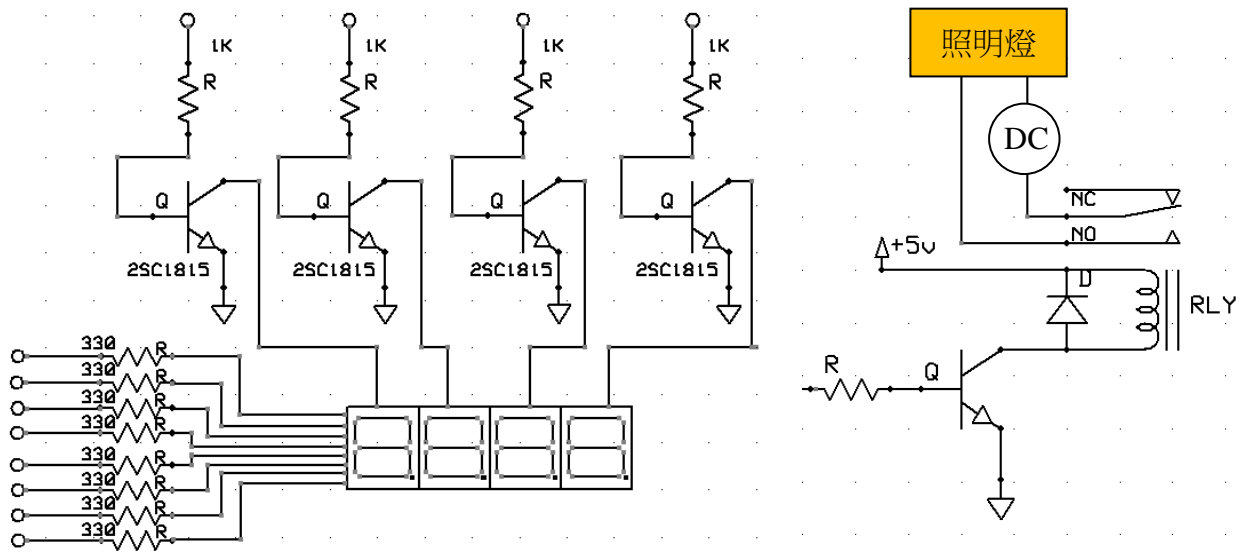 1K
1K
1K
1K
R
R
R
R
Q
Q
Q
Q
2SC1815
2SC1815
2SC1815
2SC1815
330 R
330 R
330 R
330 R
330 R
330 R
330 R
330 R
照明燈
DC
NC
NO
+5v
D
RLY
R
Q